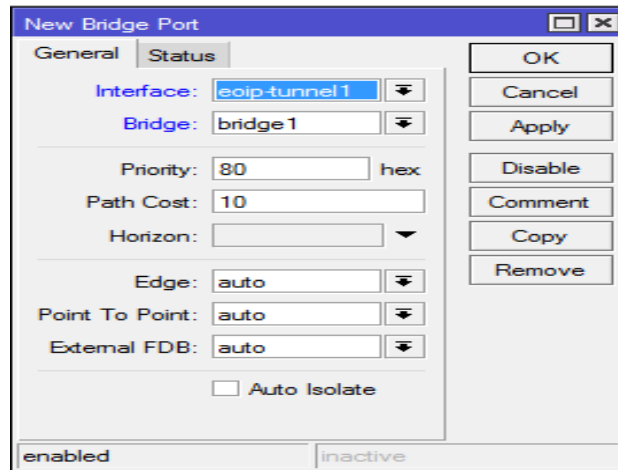 New Bridge Port
General Status
Interface: eoip-tunnel1
Bridge: bridge1
Priority: 80 hex
Path Cost: 10
Horizon:
Edge: auto
Point To Point: auto
External FDB: auto
Auto Isolate
OK
Cancel
Apply
Disable
Comment
Copy
Remove
enabled inactive